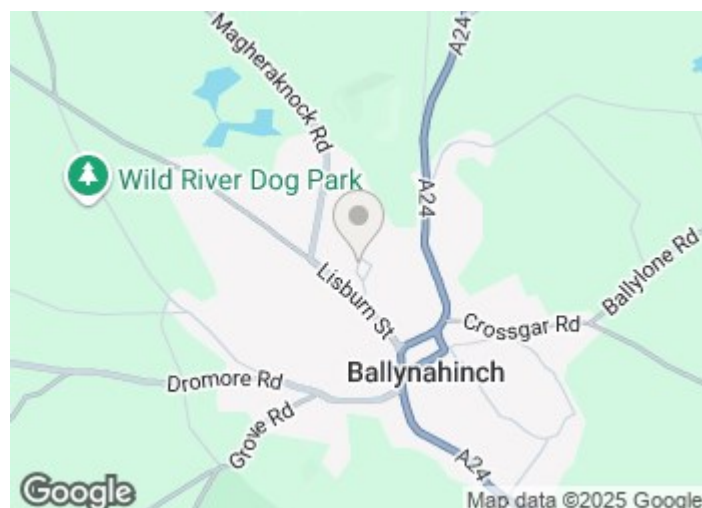 Magheraknock Rd
A24
Wild River Dog Park
A24
Ballylone Rd
Lisburn St
Crossgar Rd
Ballynahinch
Dromore Rd
Grove Rd
A24
Google
Map data ©2025 Google